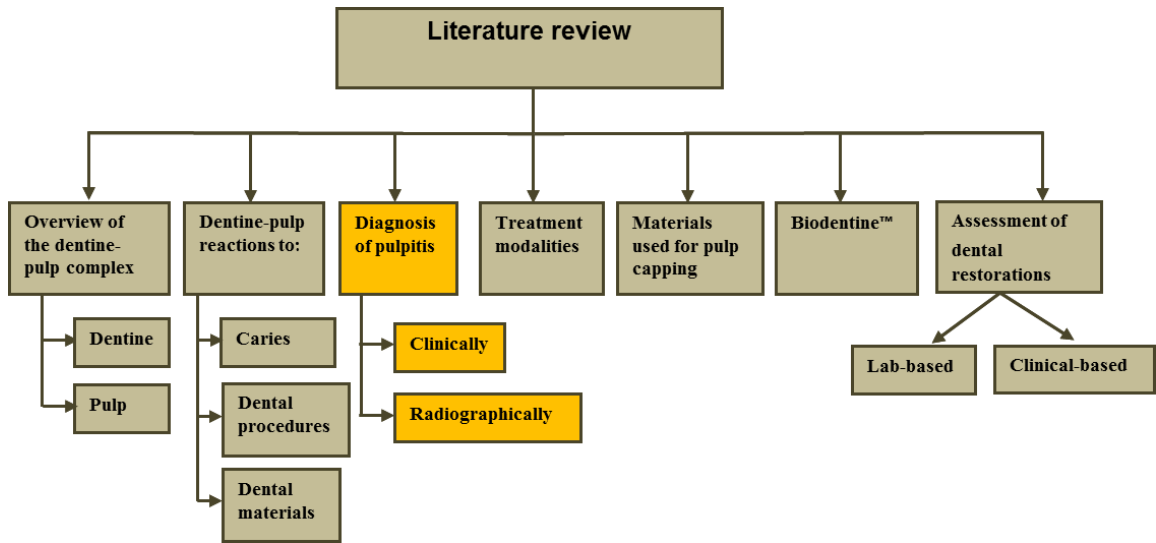 Literature review
Overview of
the dentine-
pulp complex
Dentine-pulp
reactions to:
Diagnosis
of pulpitis
Treatment
modalities
Materials
used for pulp
capping
Biodentine™
Assessment of
dental
restorations
Dentine
Pulp
Caries
Dental
procedures
Dental
materials
Clinically
Radiographically
Lab-based
Clinical-based